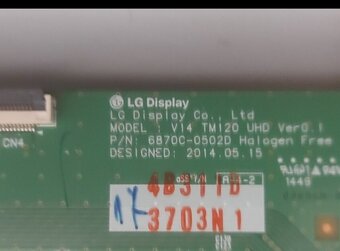 LG Display
LG Display Co., Ltd
MODEL : V14 TM120 UHD Ver0.1
P/N: 6870C-0502D Halogen Free
DESIGNED: 2014.05.15
CN4
1449
3703N1